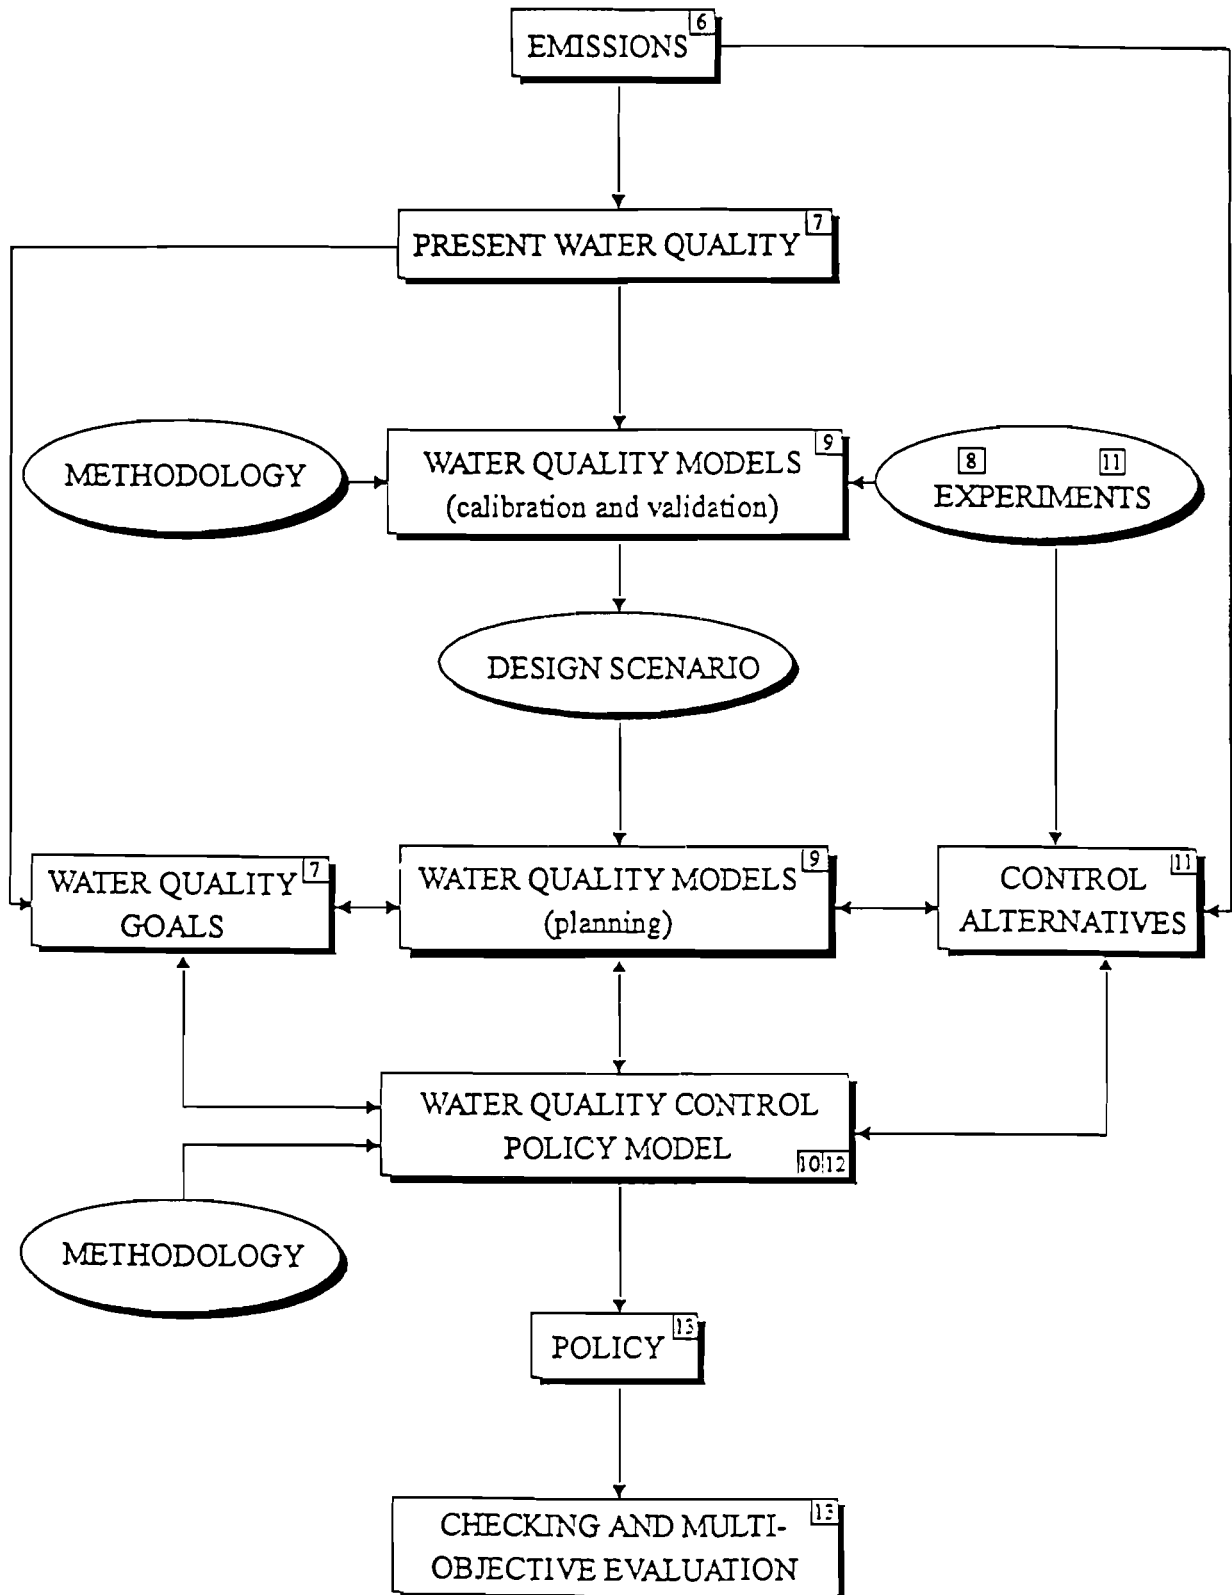 6
EMISSIONS
7
PRESENT WATER QUALITY
METHODOLOGY
9
WATER QUALITY MODELS
(calibration and validation)
8 11
EXPERIMENTS
DESIGN SCENARIO
7
WATER QUALITY
GOALS
9
WATER QUALITY MODELS
(planning)
11
CONTROL
ALTERNATIVES
WATER QUALITY CONTROL
POLICY MODEL
10 12
METHODOLOGY
13
POLICY
13
CHECKING AND MULTI-
OBJECTIVE EVALUATION